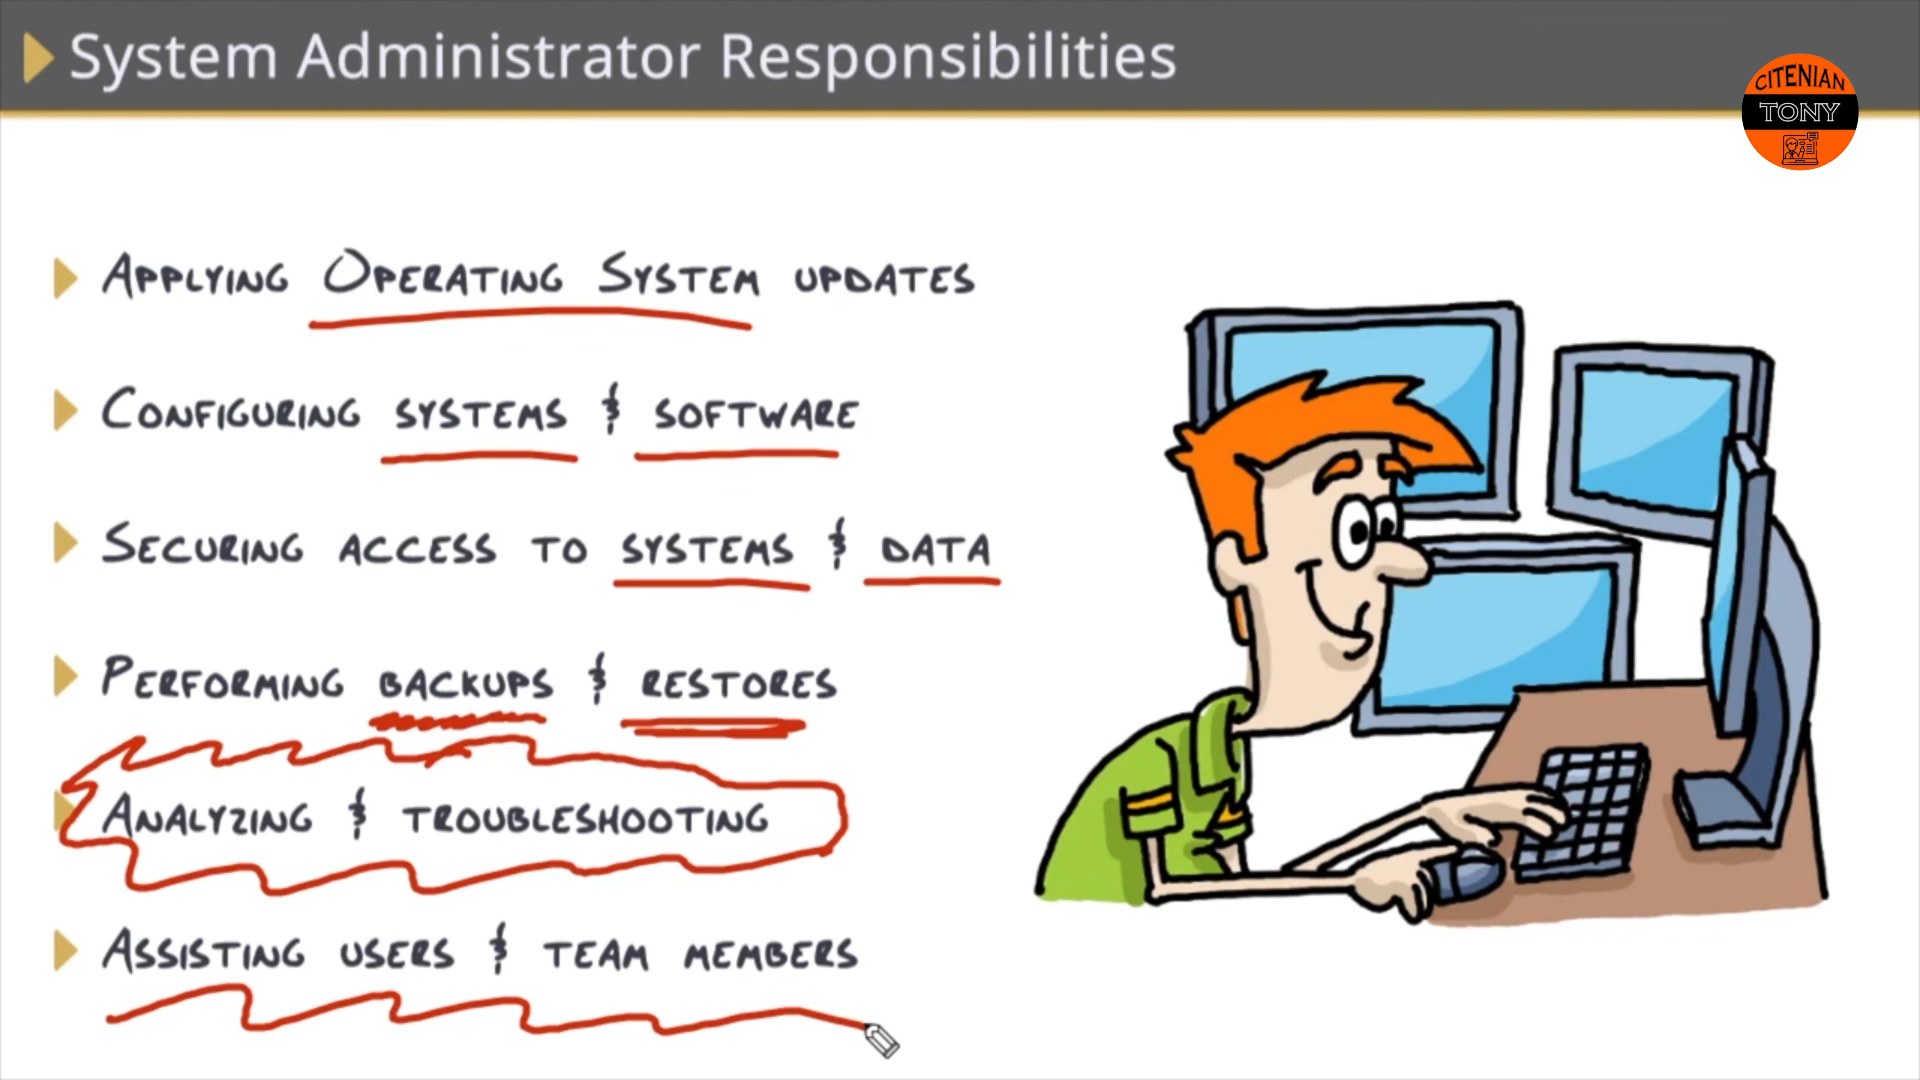 System Administrator Responsibilities
CITENIAN
TONY
Applying Operating System updates
Configuring systems & software
Securing access to systems & data
Performing backups & restores
Analyzing & troubleshooting
Assisting users & team members